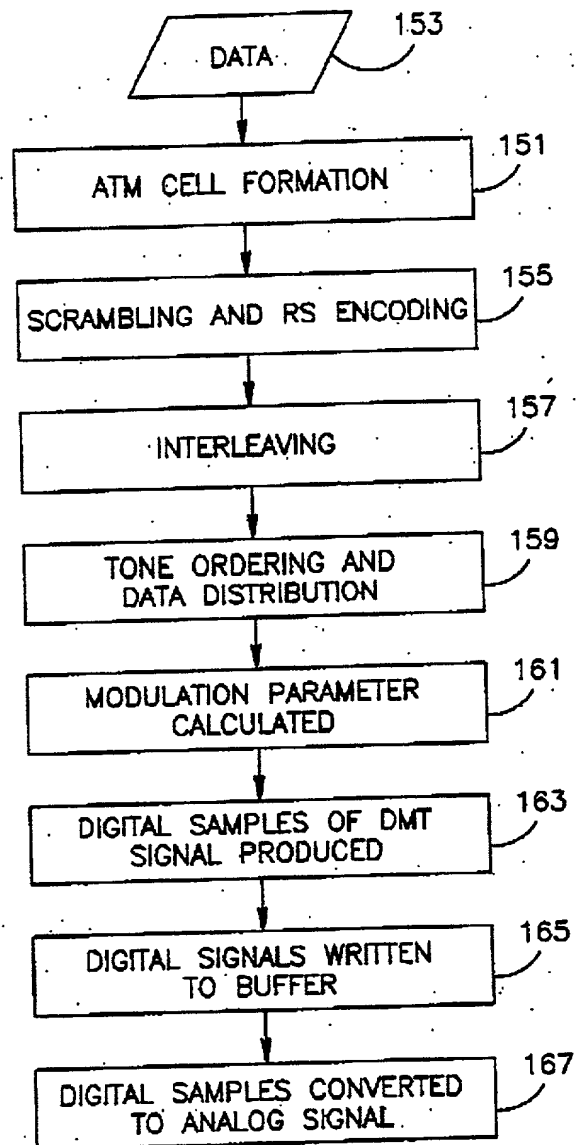 DATA
153
ATM CELL FORMATION
151
SCRAMBLING AND RS ENCODING
155
INTERLEAVING
157
TONE ORDERING AND
DATA DISTRIBUTION
159
MODULATION PARAMETER
CALCULATED
161
DIGITAL SAMPLES OF DMT
SIGNAL PRODUCED
163
DIGITAL SIGNALS WRITTEN
TO BUFFER
165
DIGITAL SAMPLES CONVERTED
TO ANALOG SIGNAL
167